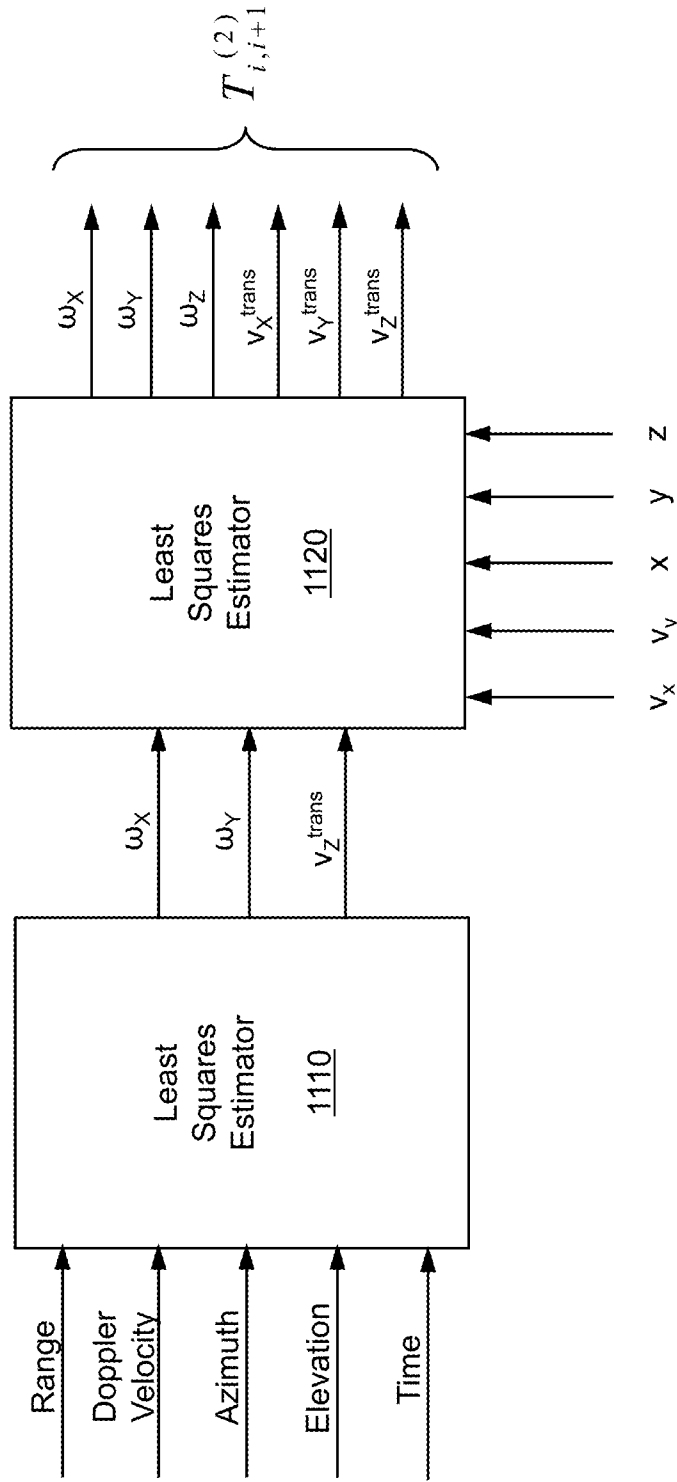 Range
Doppler
Velocity
Azimuth
Elevation
Time
Least
Squares
Estimator
1110
ωX
ωY
vZtrans
Least
Squares
Estimator
1120
vx
vv
x
y
z
ωX
ωY
ωZ
vXtrans
vYtrans
vZtrans
T(2)i,i+1